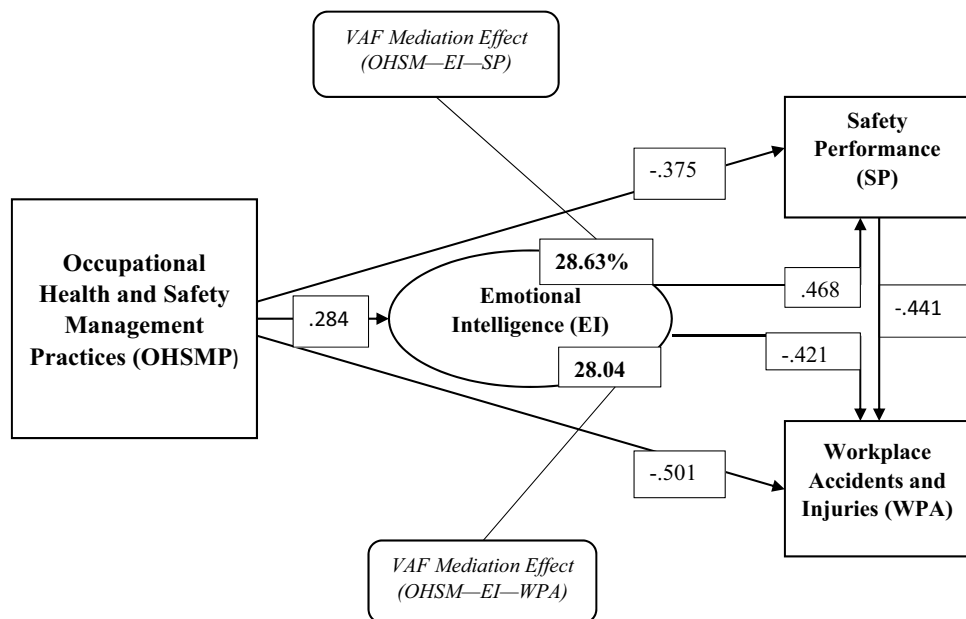 VAF Mediation Effect
(OHSM—EI—SP)
Safety
Performance
(SP)
-.375
Occupational
Health and Safety
Management
Practices (OHSMP)
.284
28.63%
Emotional
Intelligence (EI)
28.04
.468
-.441
-.421
-.501
Workplace
Accidents and
Injuries (WPA)
VAF Mediation Effect
(OHSM—EI—WPA)